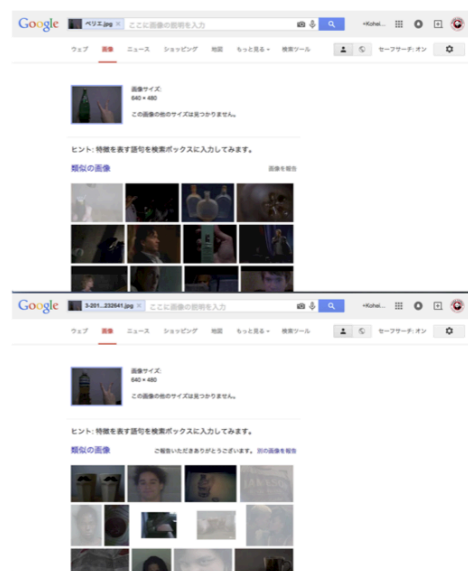 Google ペリエ.jpg × ここに画像の説明を入力 +Kohei...
ウェブ 画像 ニュース ショッピング 地図 もっと見る 検索ツール セーフサーチ: オン
画像サイズ:
640 × 480
この画像の他のサイズは見つかりません。
ヒント: 特徴を表す語句を検索ボックスに入力してみます。
類似の画像 画像を報告
Google 3-201...232941.jpg × ここに画像の説明を入力 +Kohei...
ウェブ 画像 ニュース ショッピング 地図 もっと見る 検索ツール セーフサーチ: オン
画像サイズ:
640 × 480
この画像の他のサイズは見つかりません。
ヒント: 特徴を表す語句を検索ボックスに入力してみます。
類似の画像 ご報告いただきありがとうございます。 別の画像を報告